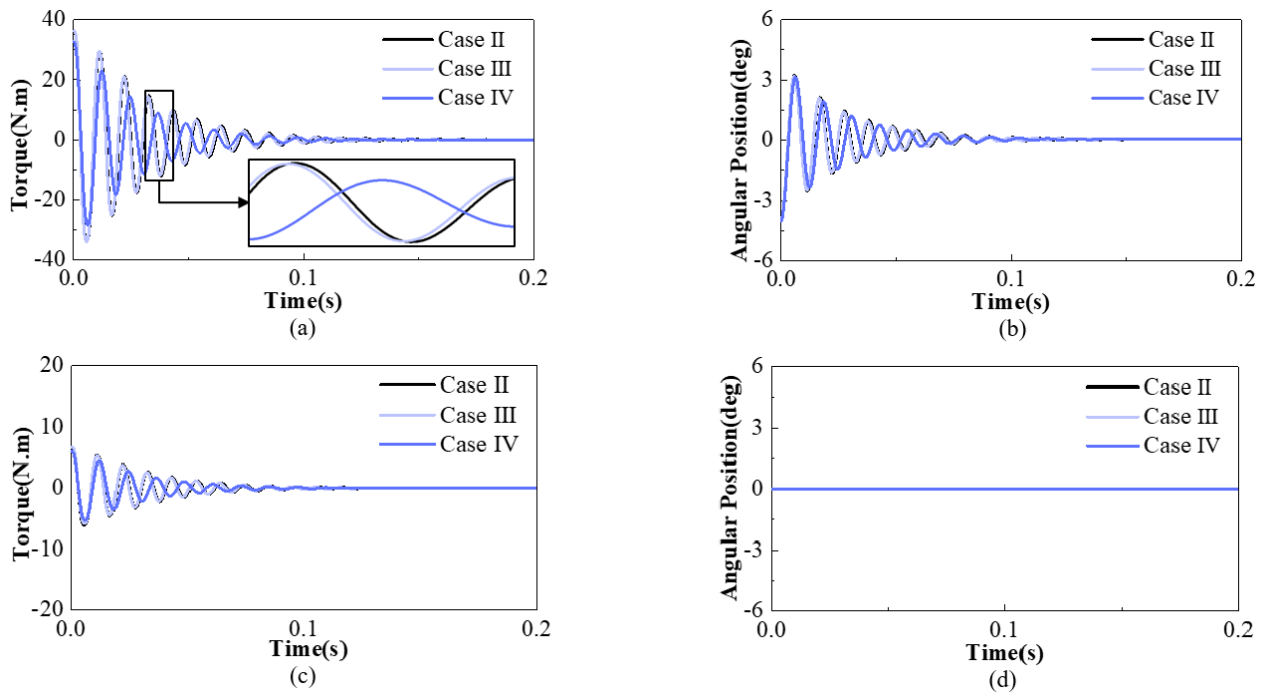 40
20
0
-20
-40
Torque(N.m)
Case II
Case III
Case IV
0.0
0.1
0.2
Time(s)
(a)
6
3
0
-3
-6
Angular Position(deg)
Case II
Case III
Case IV
0.0
0.1
0.2
Time(s)
(b)
20
10
0
-10
-20
Torque(N.m)
Case II
Case III
Case IV
0.0
0.1
0.2
Time(s)
(c)
6
3
0
-3
-6
Angular Position(deg)
Case II
Case III
Case IV
0.0
0.1
0.2
Time(s)
(d)